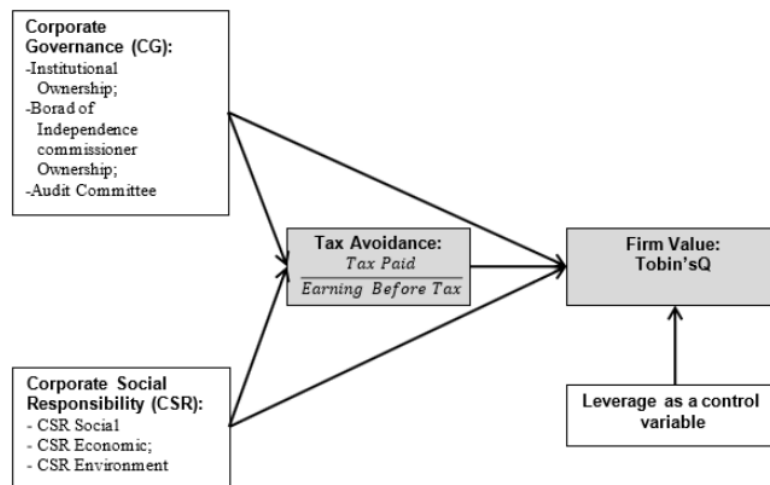 Corporate
Governance (CG):
-Institutional
Ownership;
-Borad of
Independence
commissioner
Ownership;
-Audit Committee
Tax Avoidance:
Tax Paid
Earning Before Tax
Firm Value:
Tobin'sQ
Corporate Social
Responsibility (CSR):
- CSR Social
- CSR Economic;
- CSR Environment
Leverage as a control
variable